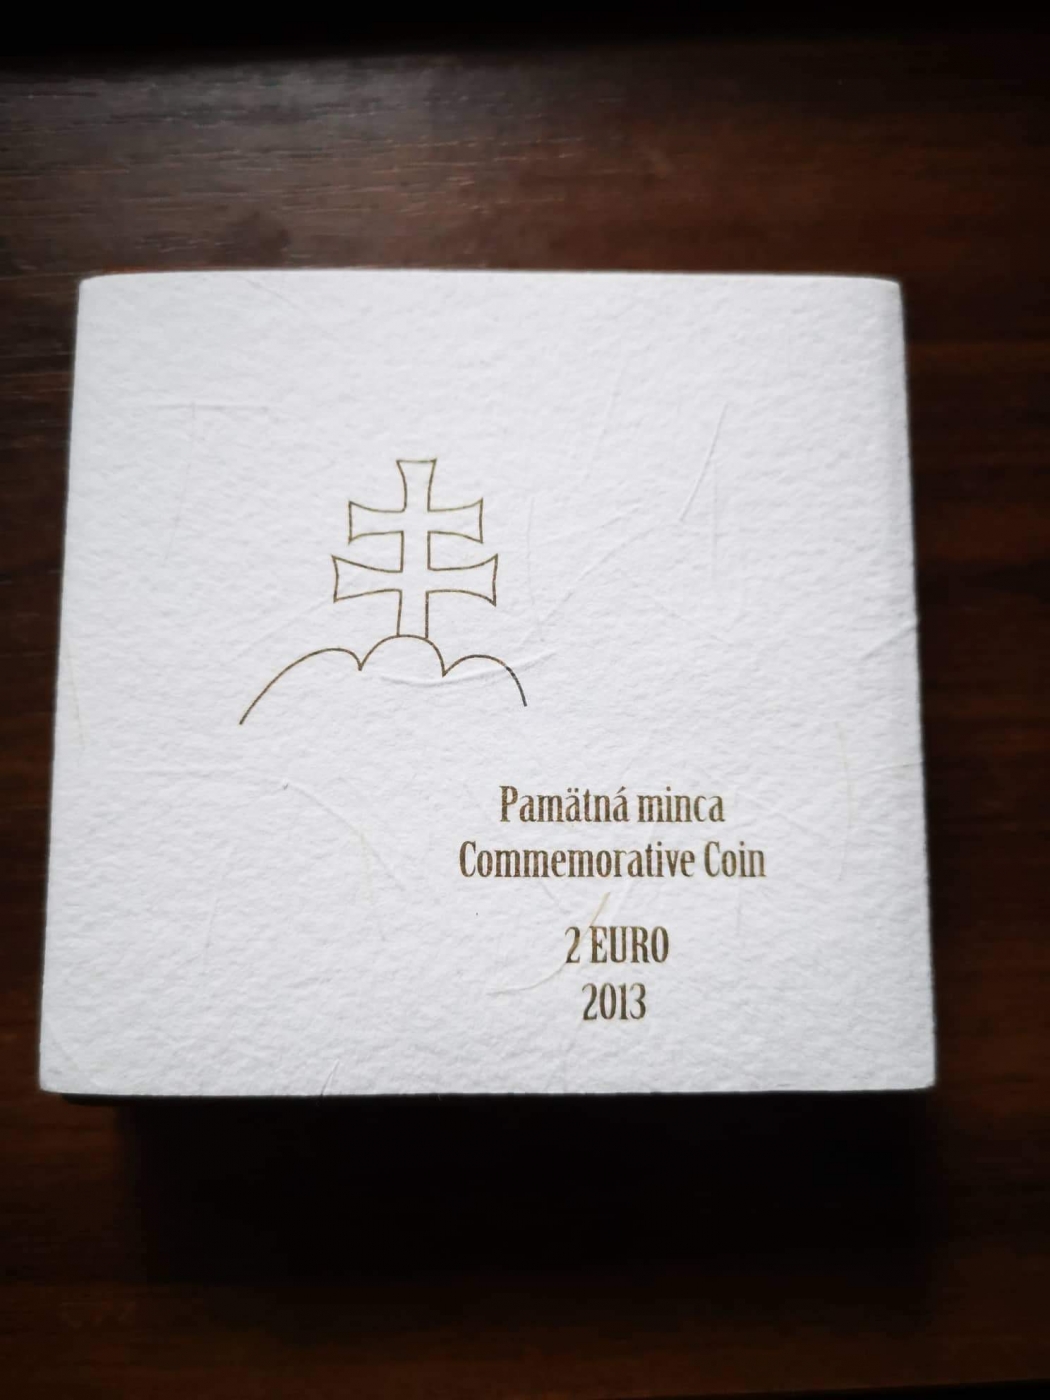 Pamätná minca
Commemorative Coin
2 EURO
2013